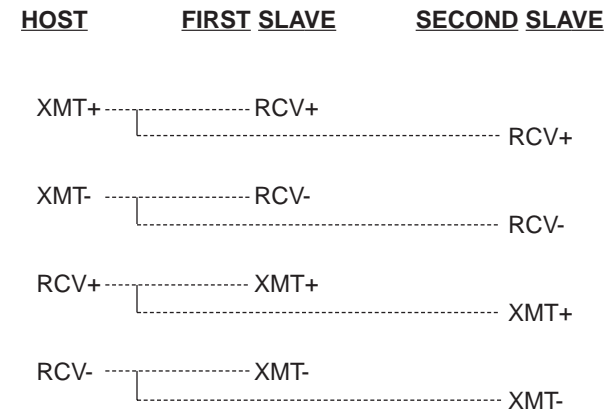 HOST FIRST SLAVE SECOND SLAVE
XMT+ RCV+
RCV+
XMT- RCV-
RCV-
RCV+ XMT+
XMT+
RCV- XMT-
XMT-